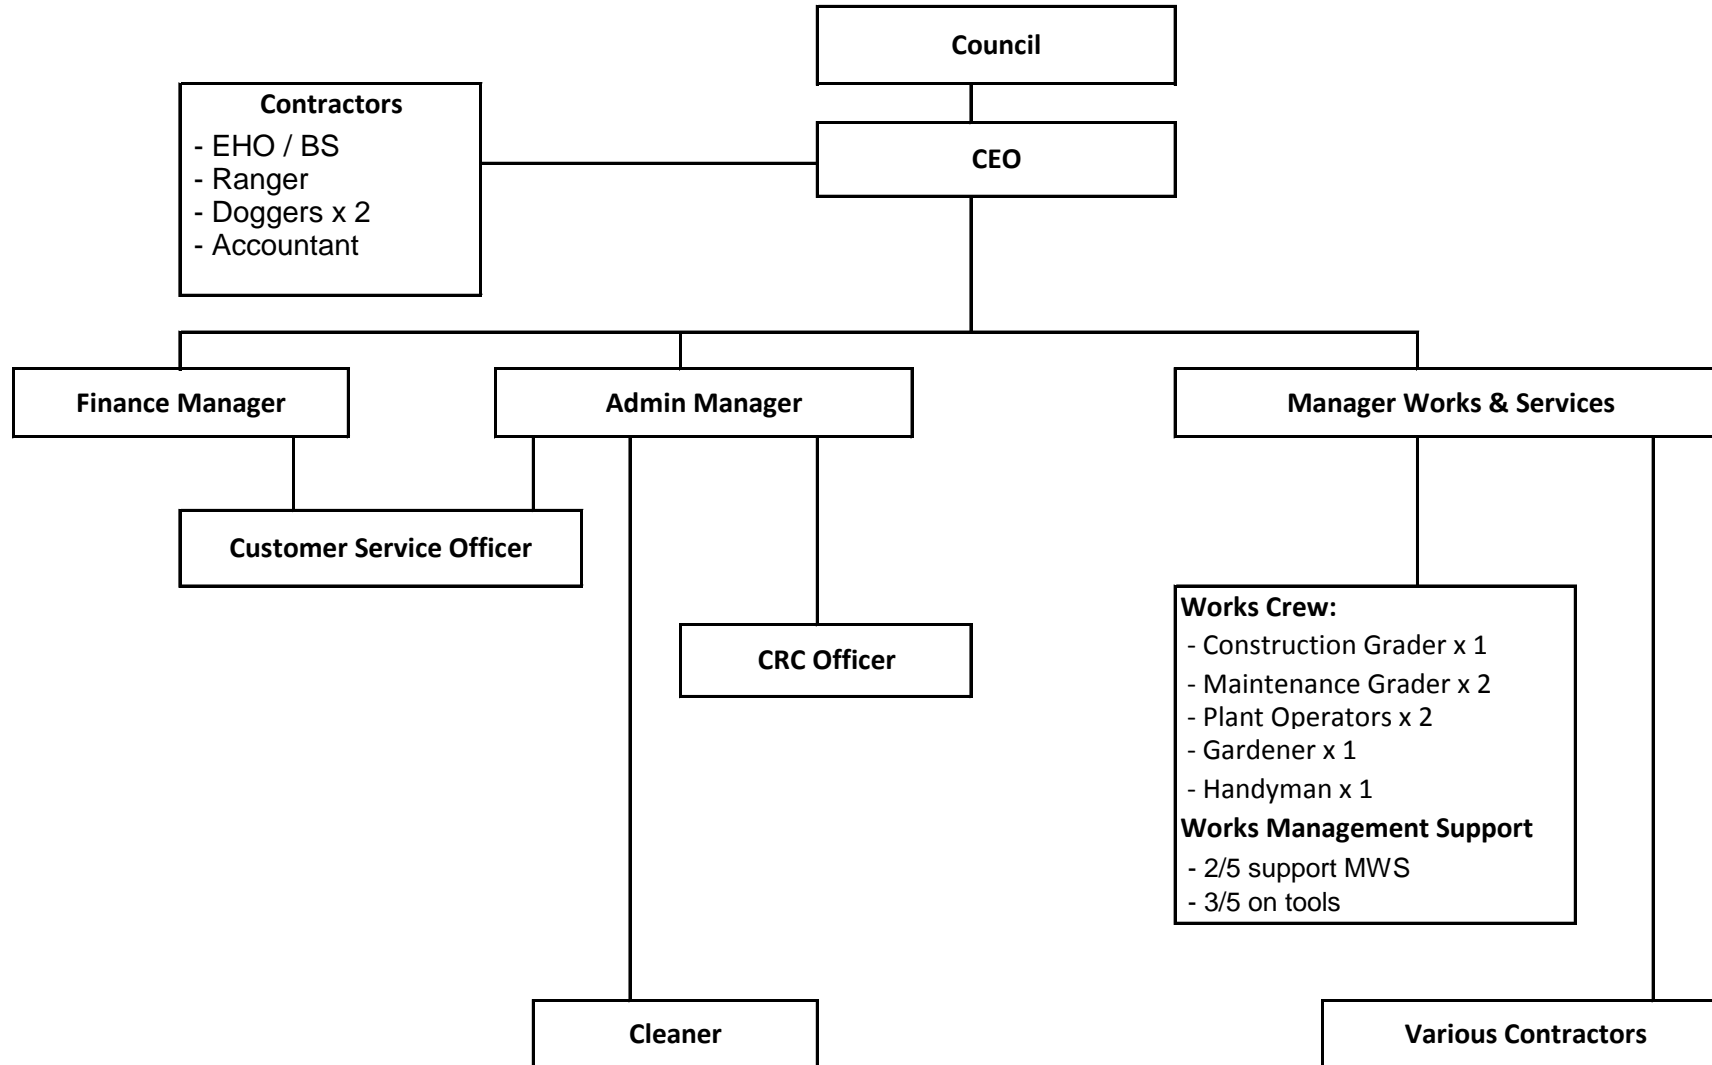 Council
Contractors
- EHO / BS
- Ranger
- Doggers x 2
- Accountant
CEO
Finance Manager
Admin Manager
Manager Works & Services
Customer Service Officer
CRC Officer
Works Crew:
- Construction Grader x 1
- Maintenance Grader x 2
- Plant Operators x 2
- Gardener x 1
- Handyman x 1
Works Management Support
- 2/5 support MWS
- 3/5 on tools
Cleaner
Various Contractors